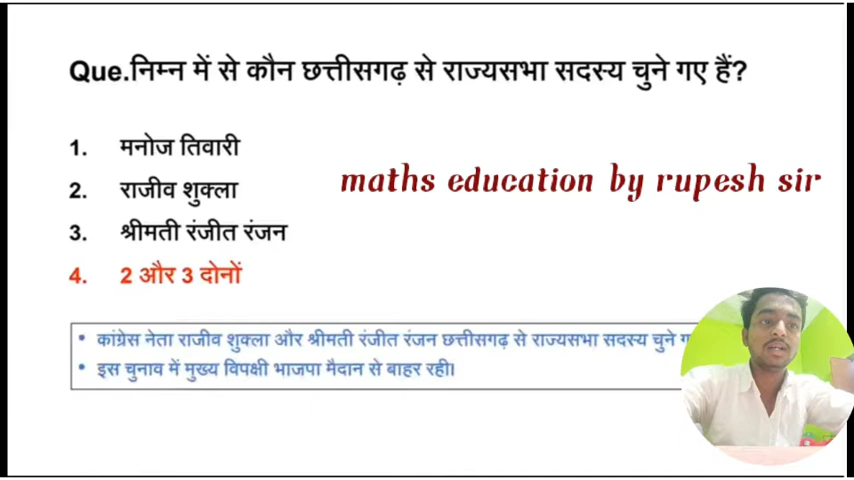 Que.निम्न में से कौन छत्तीसगढ़ से राज्यसभा सदस्य चुने गए हैं?
1. मनोज तिवारी
maths education by rupesh sir
2. राजीव शुक्ला
3. श्रीमती रंजीत रंजन
4. 2 और 3 दोनों
• कांग्रेस नेता राजीव शुक्ला और श्रीमती रंजीत रंजन छत्तीसगढ़ से राज्यसभा सदस्य चुने
• इस चुनाव में मुख्य विपक्षी भाजपा मैदान से बाहर रही।